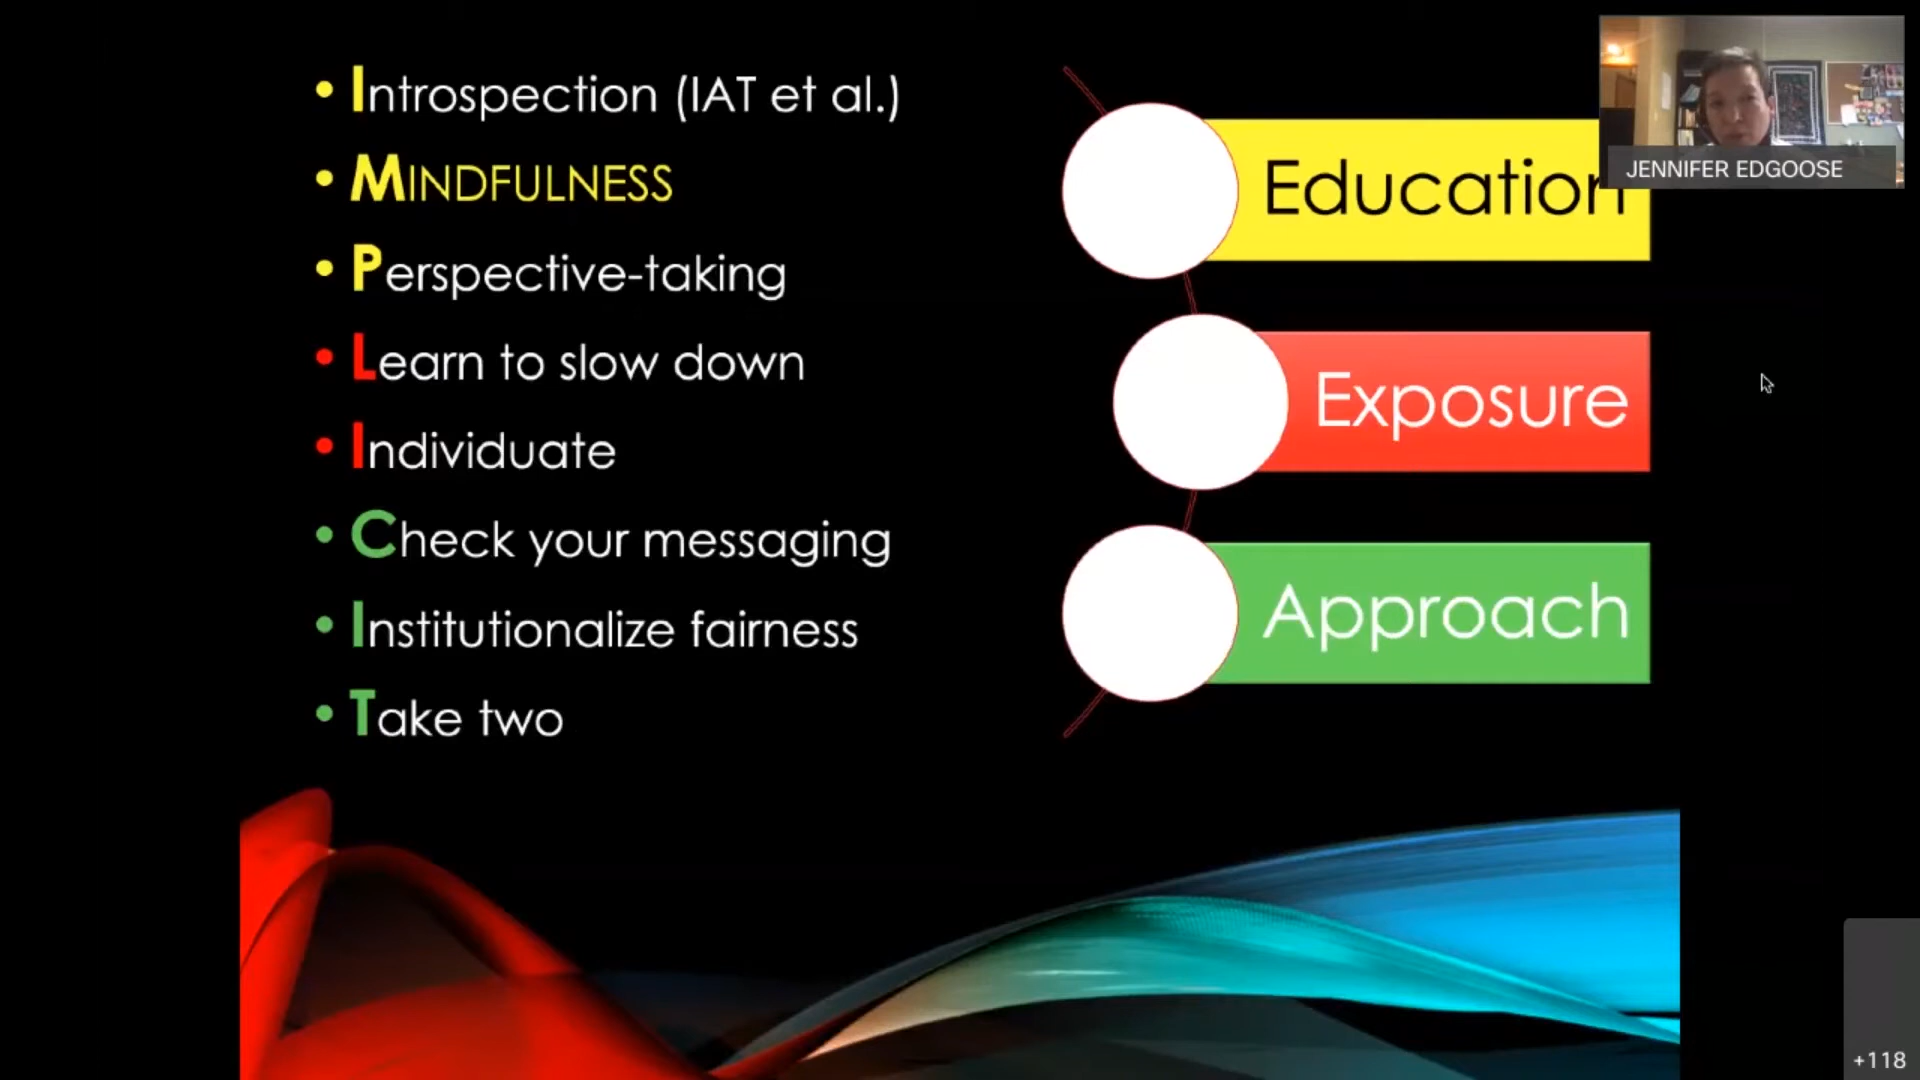 Introspection (IAT et al.)
MINDFULNESS
Perspective-taking
Learn to slow down
Individuate
Check your messaging
Institutionalize fairness
Take two
Education
Exposure
Approach
JENNIFER EDGOOSE
+118